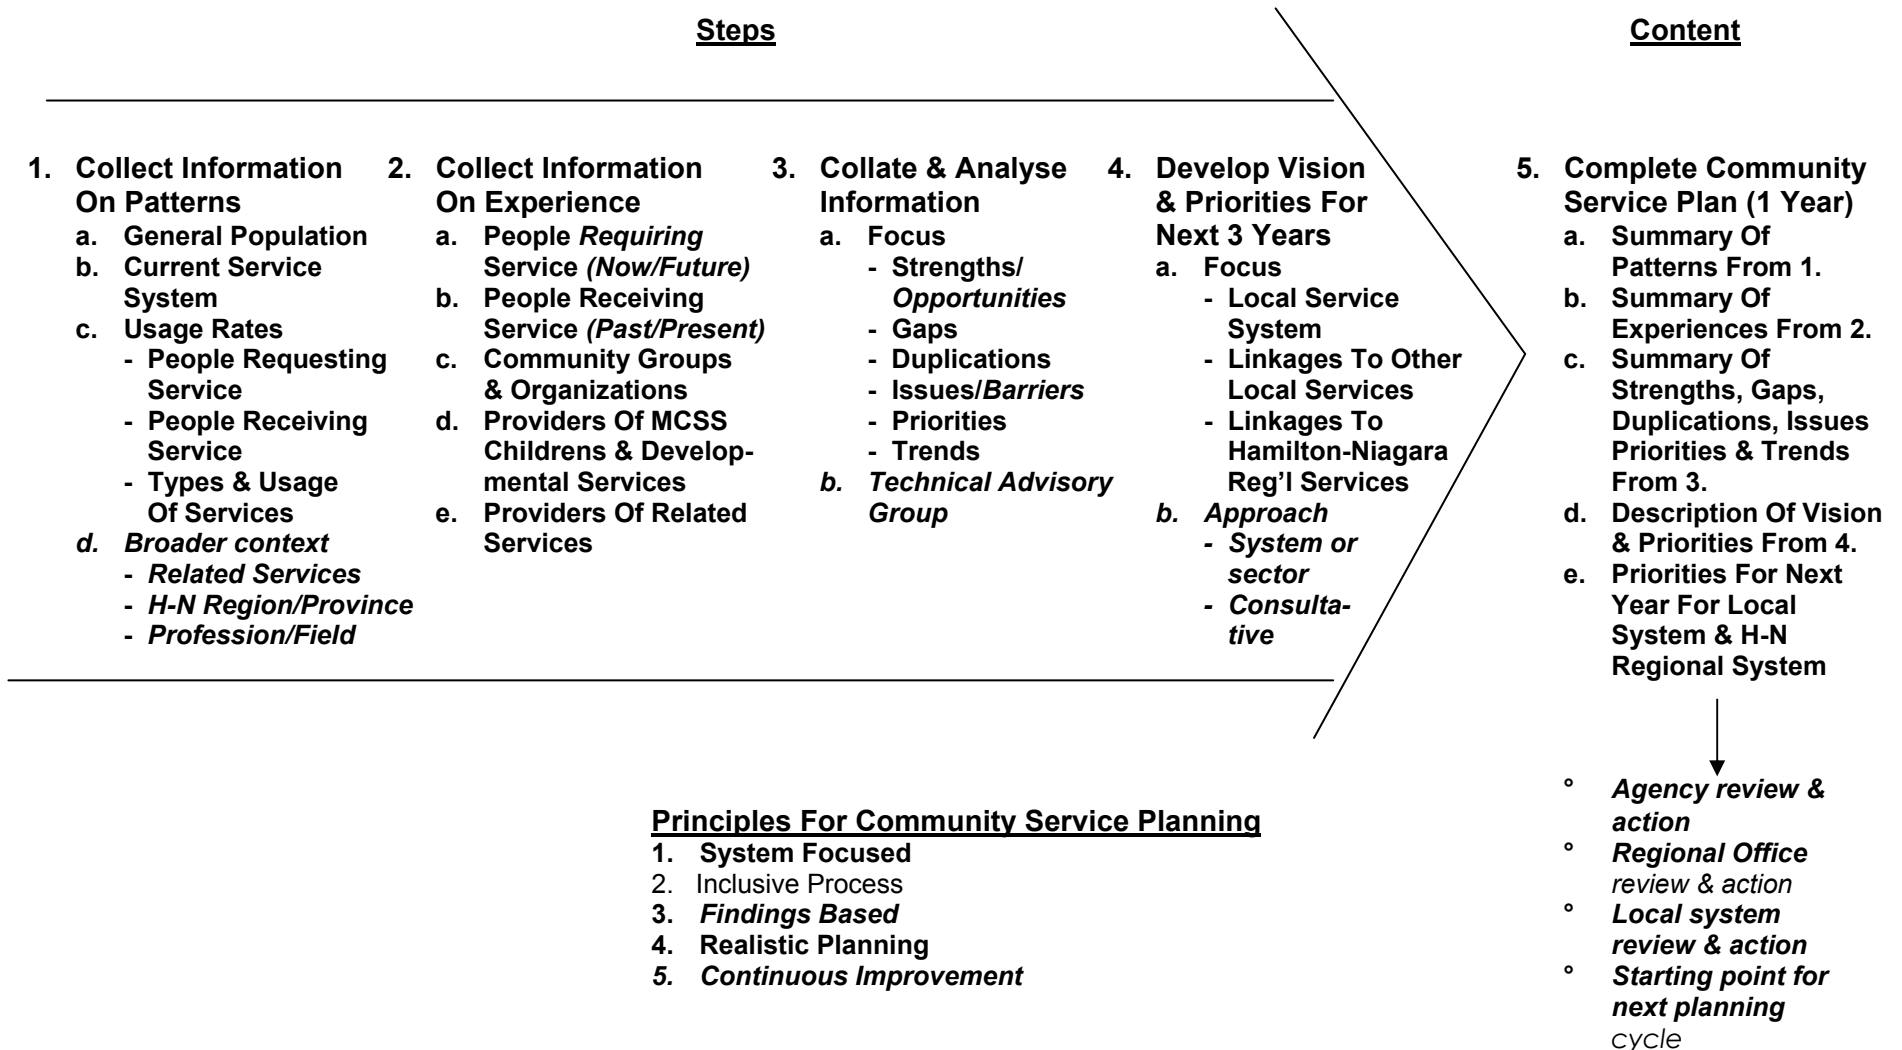 Steps
Content
1. Collect Information
On Patterns
a. General Population
b. Current Service
System
c. Usage Rates
- People Requesting
Service
- People Receiving
Service
- Types & Usage
Of Services
d. Broader context
- Related Services
- H-N Region/Province
- Profession/Field
2. Collect Information
On Experience
a. People Requiring
Service (Now/Future)
b. People Receiving
Service (Past/Present)
c. Community Groups
& Organizations
d. Providers Of MCSS
Childrens & Develop-
mental Services
e. Providers Of Related
Services
3. Collate & Analyse
Information
a. Focus
- Strengths/
Opportunities
- Gaps
- Duplications
- Issues/Barriers
- Priorities
- Trends
b. Technical Advisory
Group
4. Develop Vision
& Priorities For
Next 3 Years
a. Focus
- Local Service
System
- Linkages To Other
Local Services
- Linkages To
Hamilton-Niagara
Reg'l Services
b. Approach
- System or
sector
- Consulta-
tive
5. Complete Community
Service Plan (1 Year)
a. Summary Of
Patterns From 1.
b. Summary Of
Experiences From 2.
c. Summary Of
Strengths, Gaps,
Duplications, Issues
Priorities & Trends
From 3.
d. Description Of Vision
& Priorities From 4.
e. Priorities For Next
Year For Local
System & H-N
Regional System
° Agency review &
action
° Regional Office
review & action
° Local system
review & action
° Starting point for
next planning
cycle
Principles For Community Service Planning
1. System Focused
2. Inclusive Process
3. Findings Based
4. Realistic Planning
5. Continuous Improvement